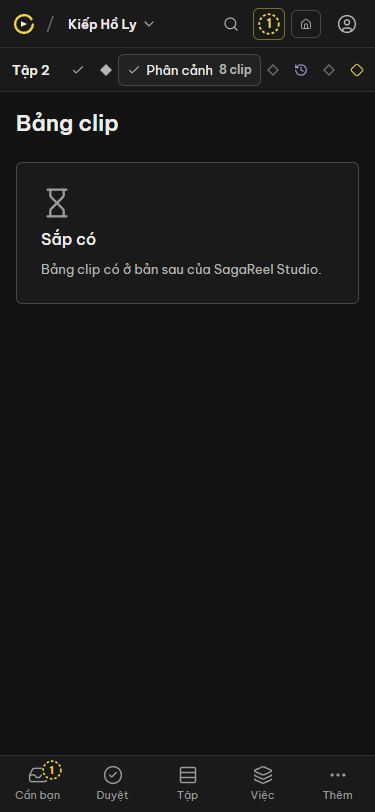 / Kiếp Hồ Ly
1
Tập 2
Phân cảnh 8 clip
Bảng clip
Sắp có
Bảng clip có ở bản sau của SagaReel Studio.
1
Cần bạn
Duyệt
Tập
Việc
Thêm